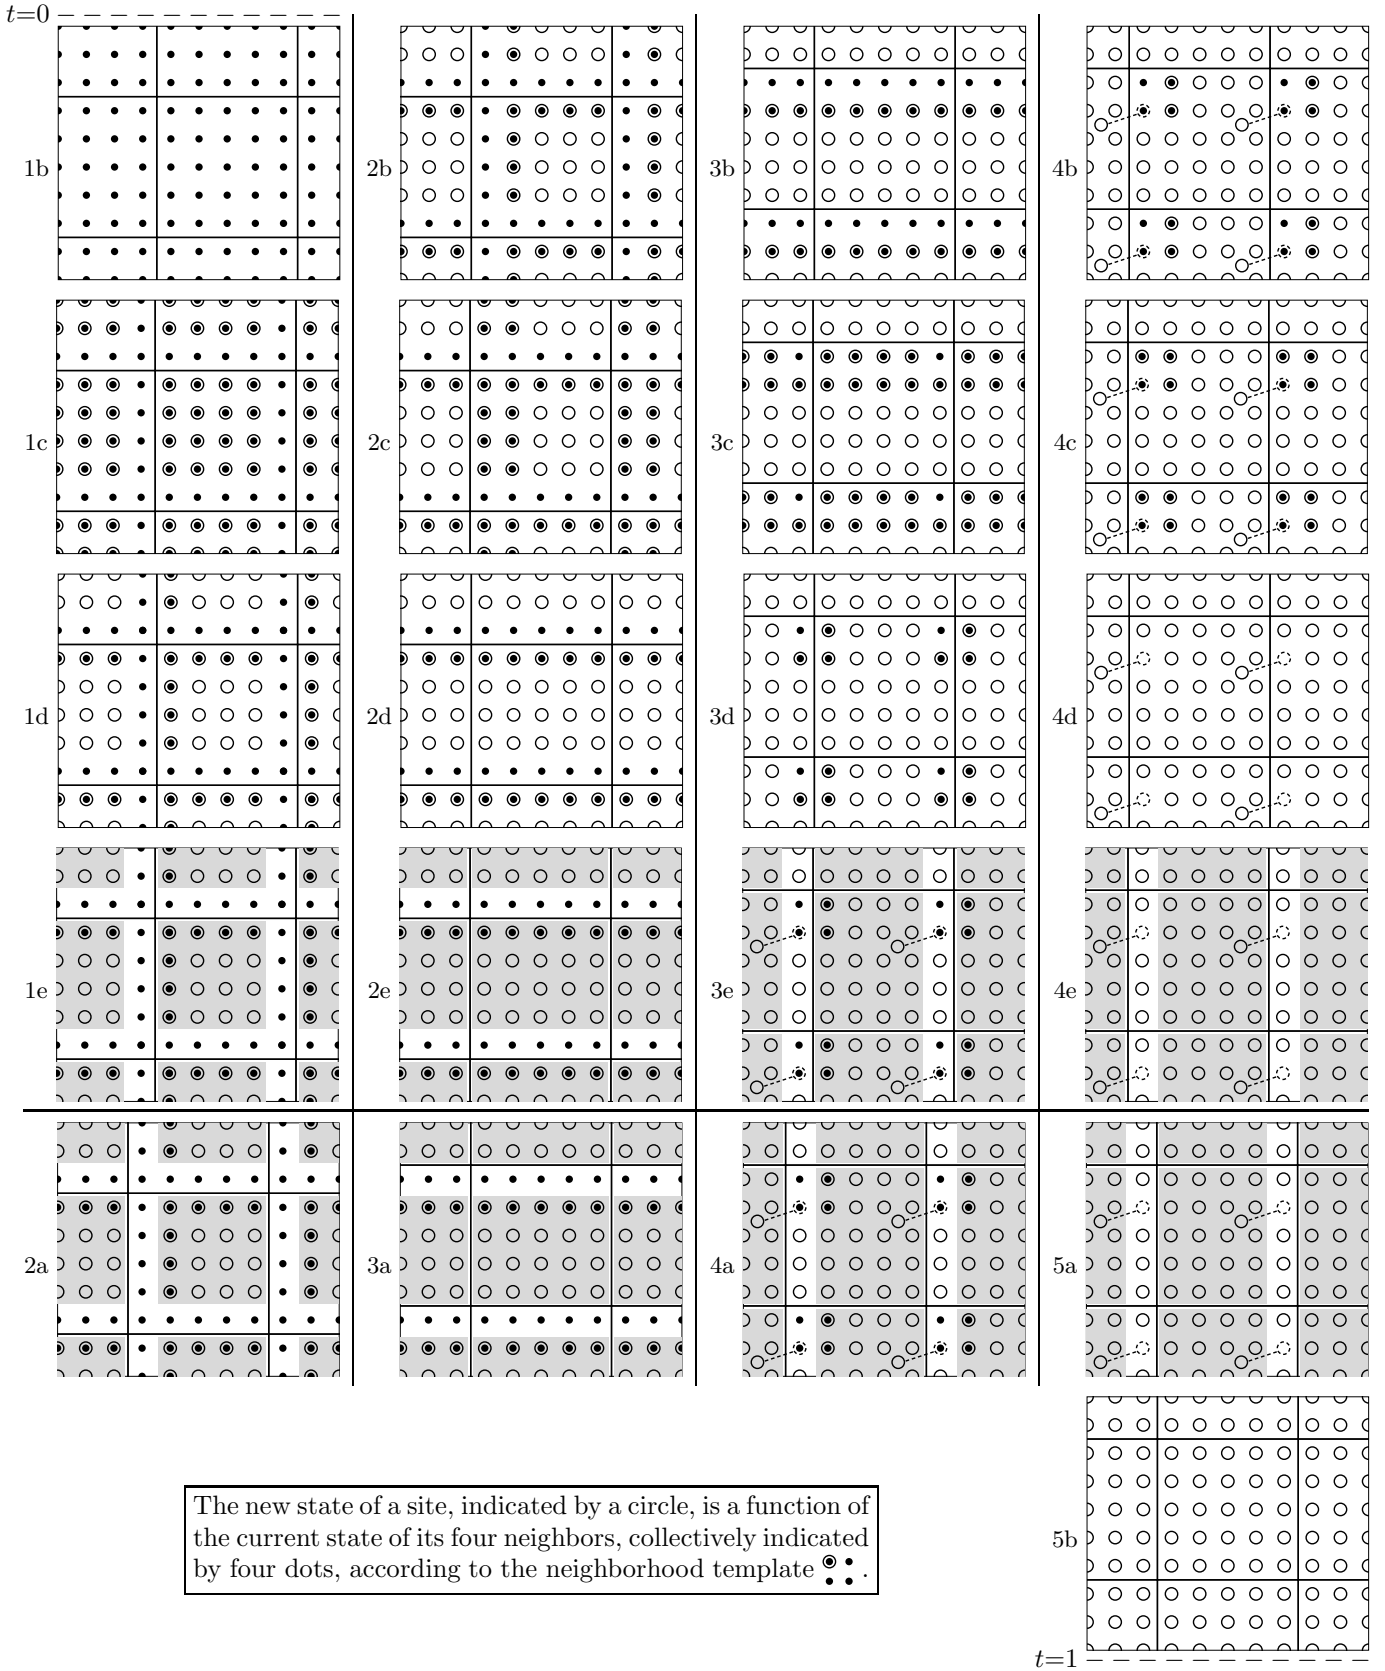 t=0
1b
2b
3b
4b
1c
2c
3c
4c
1d
2d
3d
4d
1e
2e
3e
4e
2a
3a
4a
5a
The new state of a site, indicated by a circle, is a function of
the current state of its four neighbors, collectively indicated
by four dots, according to the neighborhood template .
5b
t=1